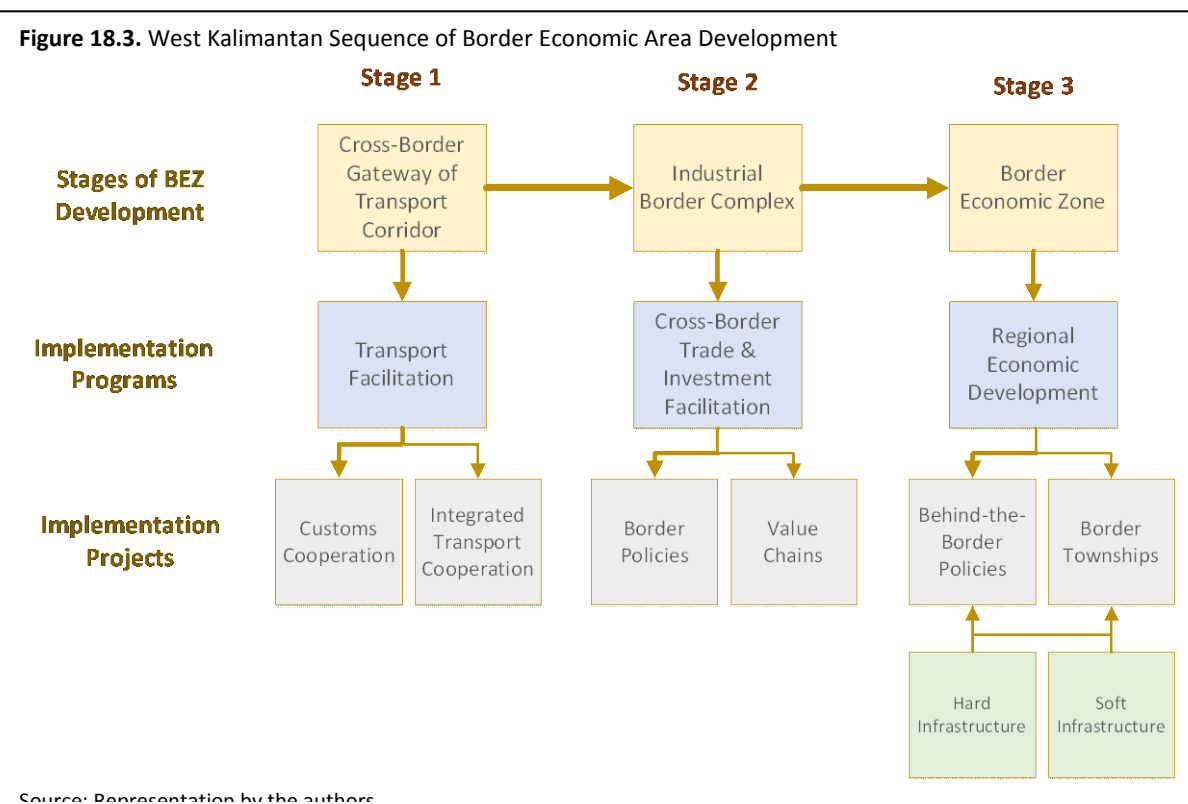 Figure 18.3. West Kalimantan Sequence of Border Economic Area Development
Stage 1
Stage 2
Stage 3
Stages of BEZ
Development
Cross-Border
Gateway of
Transport
Corridor
Industrial
Border Complex
Border
Economic Zone
Implementation
Programs
Transport
Facilitation
Cross-Border
Trade &
Investment
Facilitation
Regional
Economic
Development
Implementation
Projects
Customs
Cooperation
Integrated
Transport
Cooperation
Border
Policies
Value
Chains
Behind-the-
Border
Policies
Border
Townships
Hard
Infrastructure
Soft
Infrastructure
Source: Representation by the authors